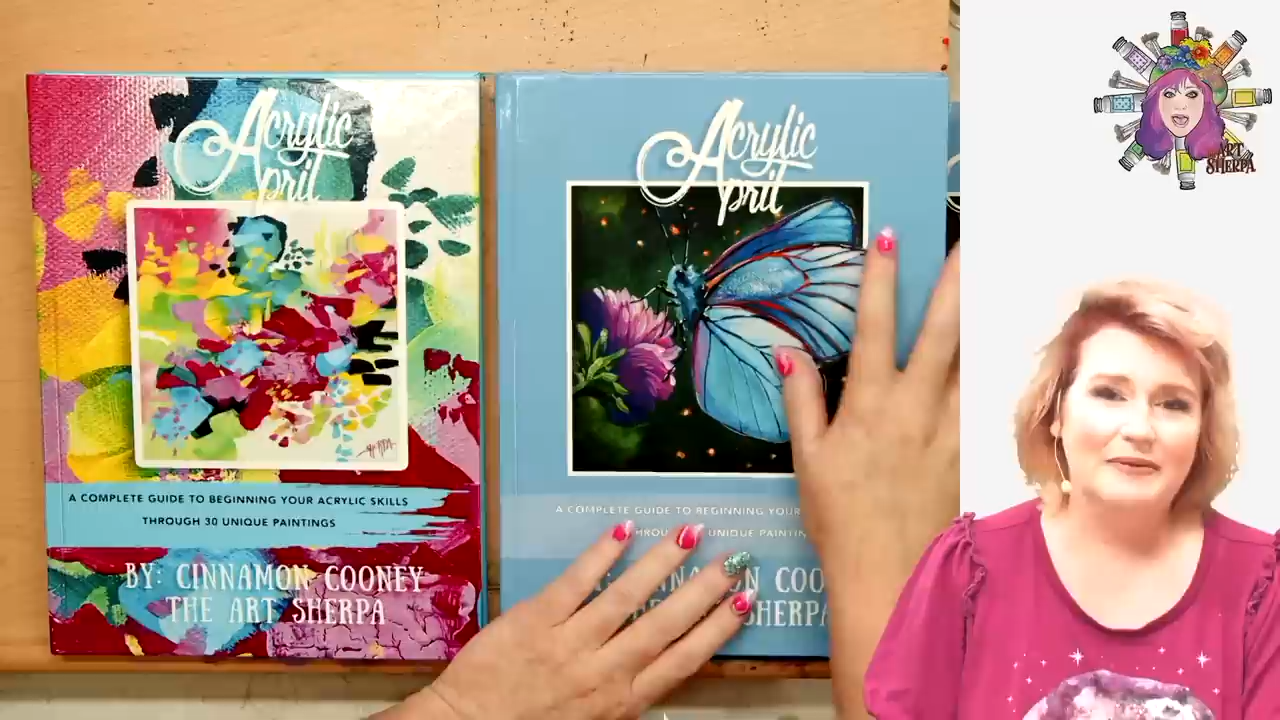 Acrylic
April
A COMPLETE GUIDE TO BEGINNING YOUR ACRYLIC SKILLS
THROUGH 30 UNIQUE PAINTINGS
BY: CINNAMON COONEY
THE ART SHERPA
Acrylic
April
A COMPLETE GUIDE TO BEGINNING YOUR
UNIQUE
SHERPA
ART
SHERPA